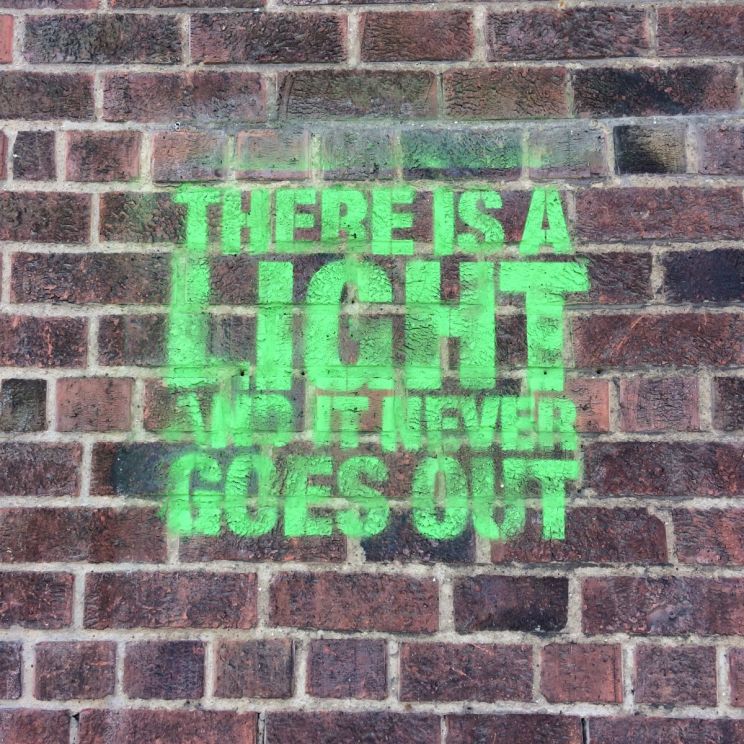 THERE IS A
LIGHT
AND IT NEVER
GOES OUT